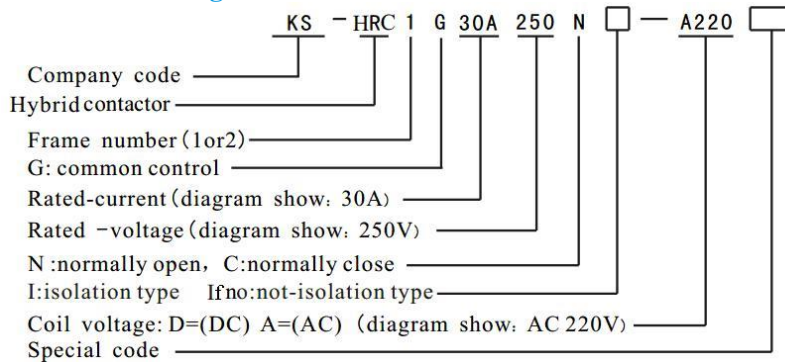 KS - HRC 1 G 30A 250 N □ — A220 □
Company code
Hybrid contactor
Frame number (1or2)
G: common control
Rated-current (diagram show: 30A)
Rated -voltage (diagram show: 250V)
N :normally open, C:normally close
I:isolation type Ifno:not-isolation type
Coil voltage: D=(DC) A=(AC) (diagram show: AC 220V)
Special code